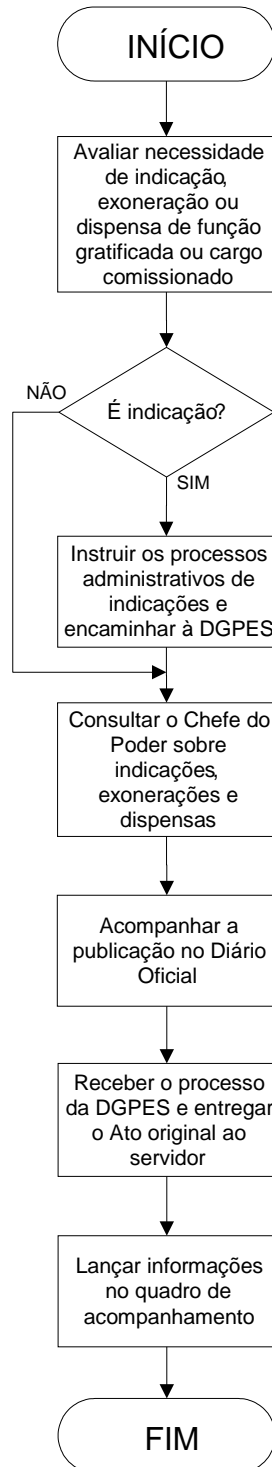 INÍCIO
Avaliar necessidade
de indicação,
exoneração ou
dispensa de função
gratificada ou cargo
comissionado
NÃO
É indicação?
SIM
Instruir os processos
administrativos de
indicações e
encaminhar à DGPES
Consultar o Chefe do
Poder sobre
indicações,
exonerações e
dispensas
Acompanhar a
publicação no Diário
Oficial
Receber o processo
da DGPES e entregar
o Ato original ao
servidor
Lançar informações
no quadro de
acompanhamento
FIM